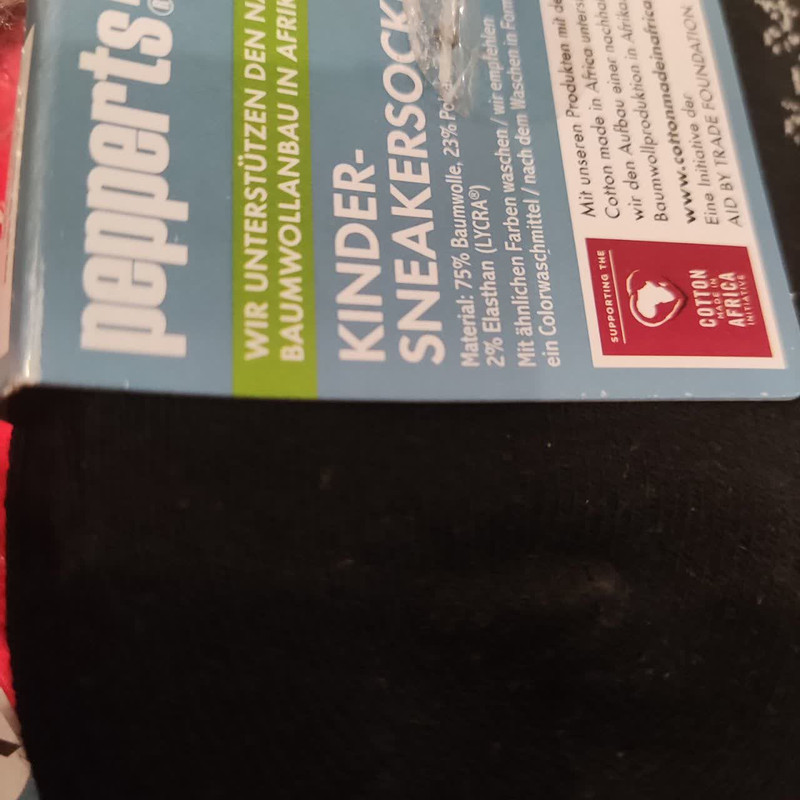 pepperts®
WIR UNTERSTÜTZEN DEN
BAUMWOLLANBAU IN
KINDER-
SNEAKERSOCK
Material: 75% Baumwolle, 23%
2% Elasthan (LYCRA®)
Mit ähnlichen Farben waschen / wir empfehlen
ein Colorwaschmittel / nach dem Waschen in
SUPPORTING THE
COTTON
MADE IN
AFRICA
INITIATIVE
Mit unseren Produkten mit
Cotton made in Africa
wir den Aufbau einer
Baumwollproduktion in
www.cottonmadeinafrica
Eine Initiative der
AID BY TRADE FOUNDATION